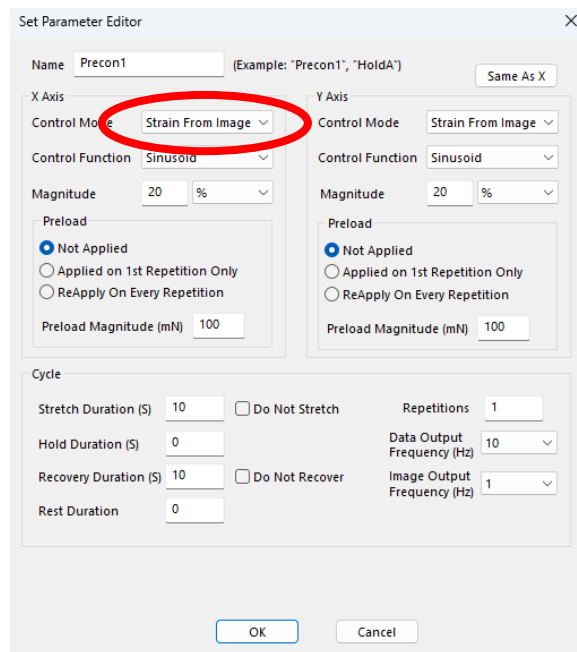 Set Parameter Editor
Name Precon1 (Example: "Precon1", "HoldA")
Same As X
X Axis
Control Mode Strain From Image
Control Function Sinusoid
Magnitude 20 %
Preload
Not Applied
Applied on 1st Repetition Only
ReApply On Every Repetition
Preload Magnitude (mN) 100
Y Axis
Control Mode Strain From Image
Control Function Sinusoid
Magnitude 20 %
Preload
Not Applied
Applied on 1st Repetition Only
ReApply On Every Repetition
Preload Magnitude (mN) 100
Cycle
Stretch Duration (S) 10 Do Not Stretch
Hold Duration (S) 0
Recovery Duration (S) 10 Do Not Recover
Rest Duration 0
Repetitions 1
Data Output
Frequency (Hz) 10
Image Output
Frequency (Hz) 1
OK Cancel